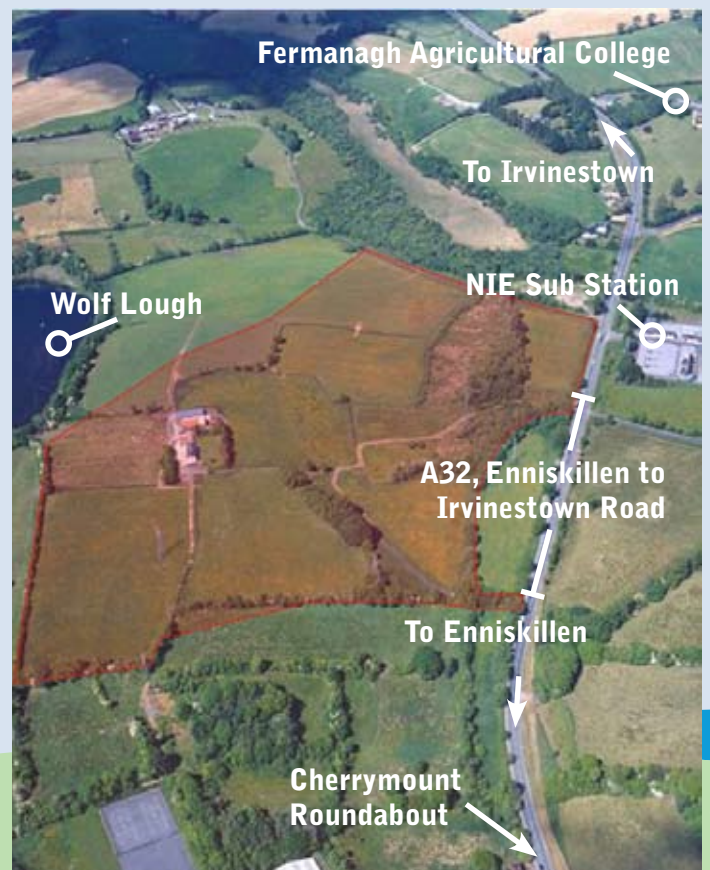 Fermanagh Agricultural College
To Irvinestown
NIE Sub Station
Wolf Lough
A32, Enniskillen to
Irvinestown Road
To Enniskillen
Cherrymount
Roundabout